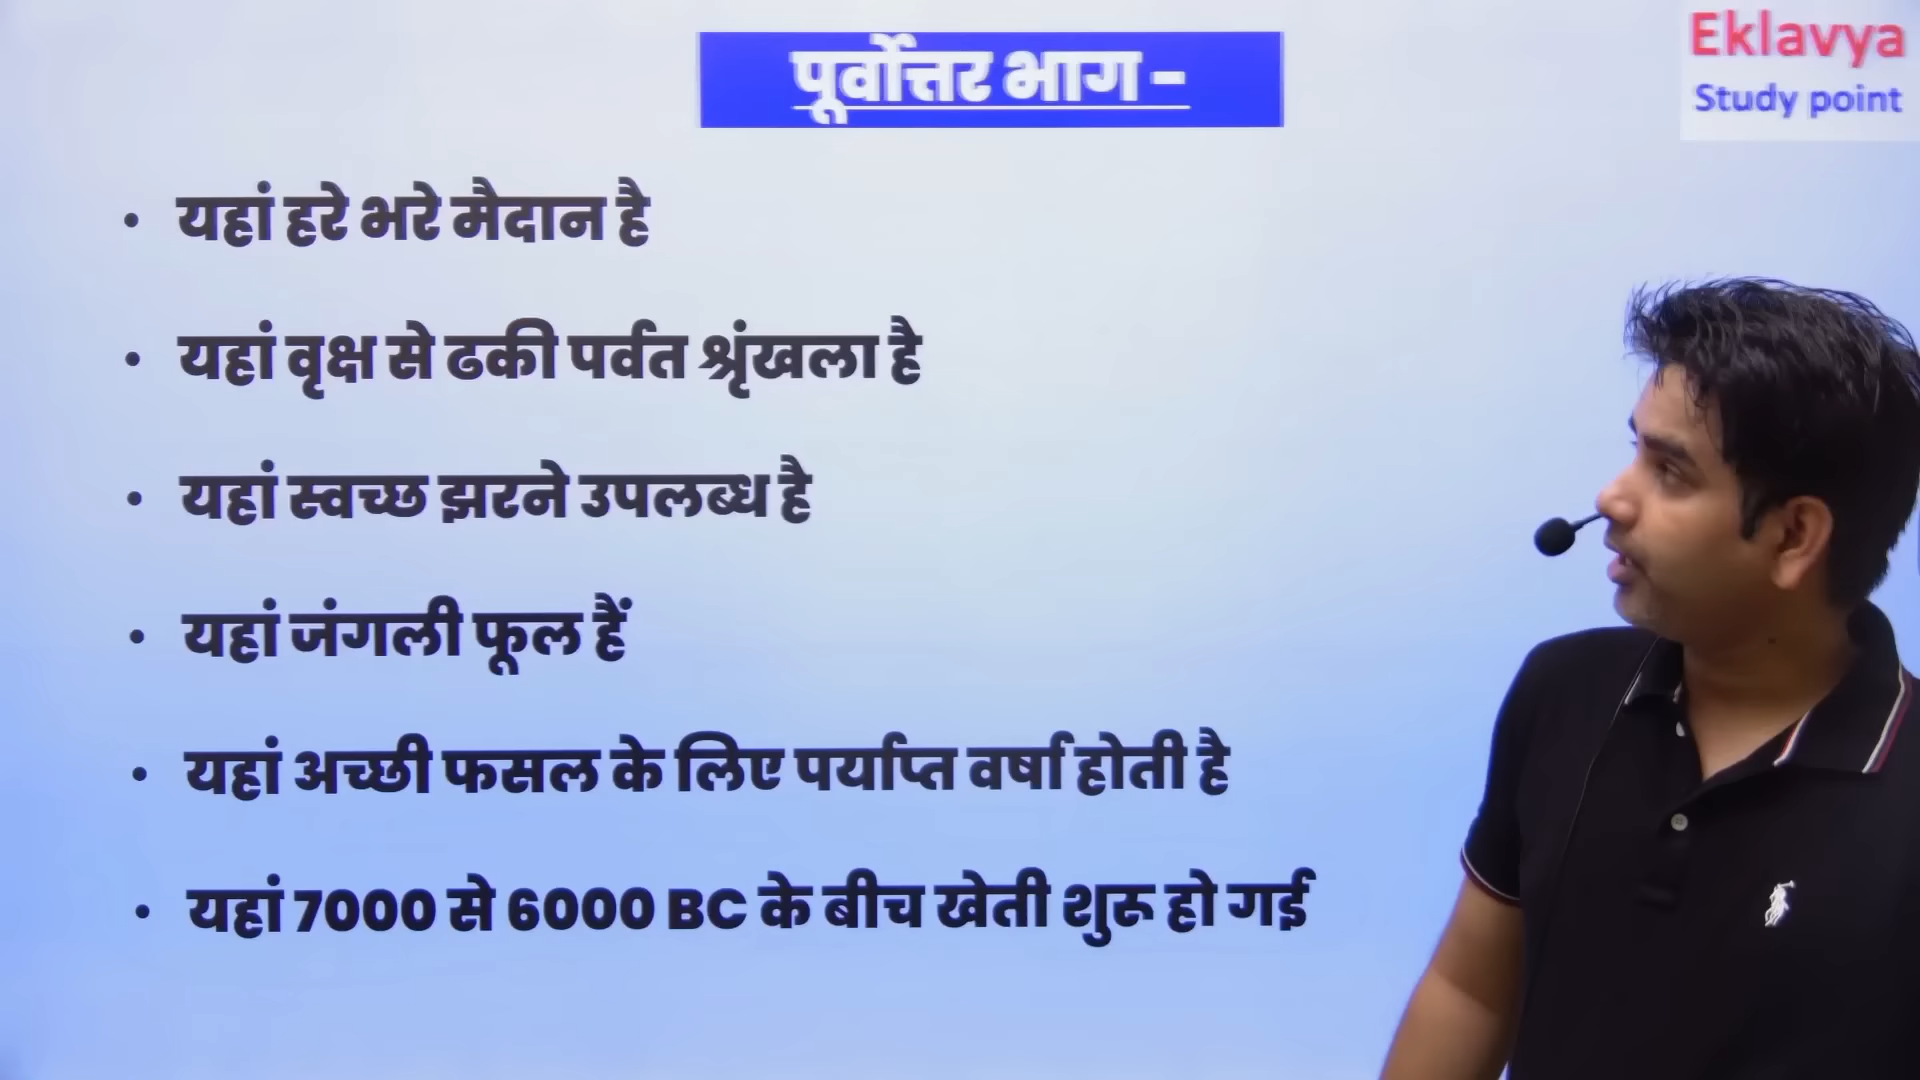 पूर्वोत्तर भाग -
Eklavya
Study point
• यहां हरे भरे मैदान है
• यहां वृक्ष से ढकी पर्वत श्रृंखला है
• यहां स्वच्छ झरने उपलब्ध है
• यहां जंगली फूल हैं
• यहां अच्छी फसल के लिए पर्याप्त वर्षा होती है
• यहां 7000 से 6000 BC के बीच खेती शुरू हो गई